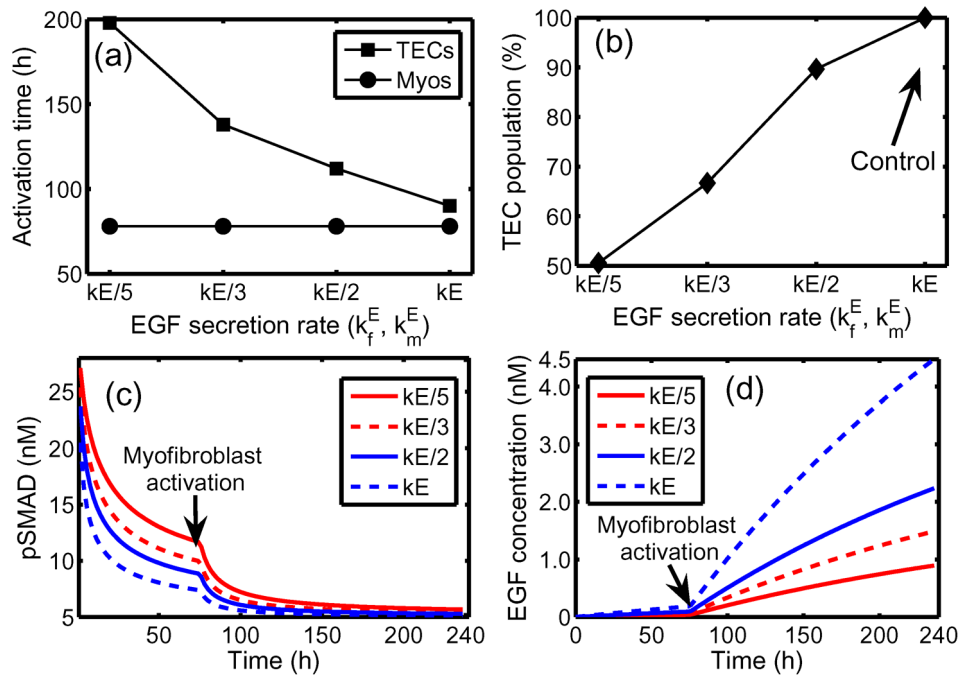 (a)
Activation time (h)
200
150
100
50
TECs
Myos
kE/5 kE/3 kE/2 kE
EGF secretion rate (k_f^E, k_m^E)
(b)
TEC population (%)
100
90
80
70
60
50
Control
kE/5 kE/3 kE/2 kE
EGF secretion rate (k_f^E, k_m^E)
(c)
pSMAD (nM)
25
20
15
10
5
Myofibroblast
activation
kE/5
kE/3
kE/2
kE
50 100 150 200 240
Time (h)
(d)
EGF concentration (nM)
4.5
4.0
3.0
2.0
1.0
0
kE/5
kE/3
kE/2
kE
Myofibroblast
activation
0 50 100 150 200 240
Time (h)